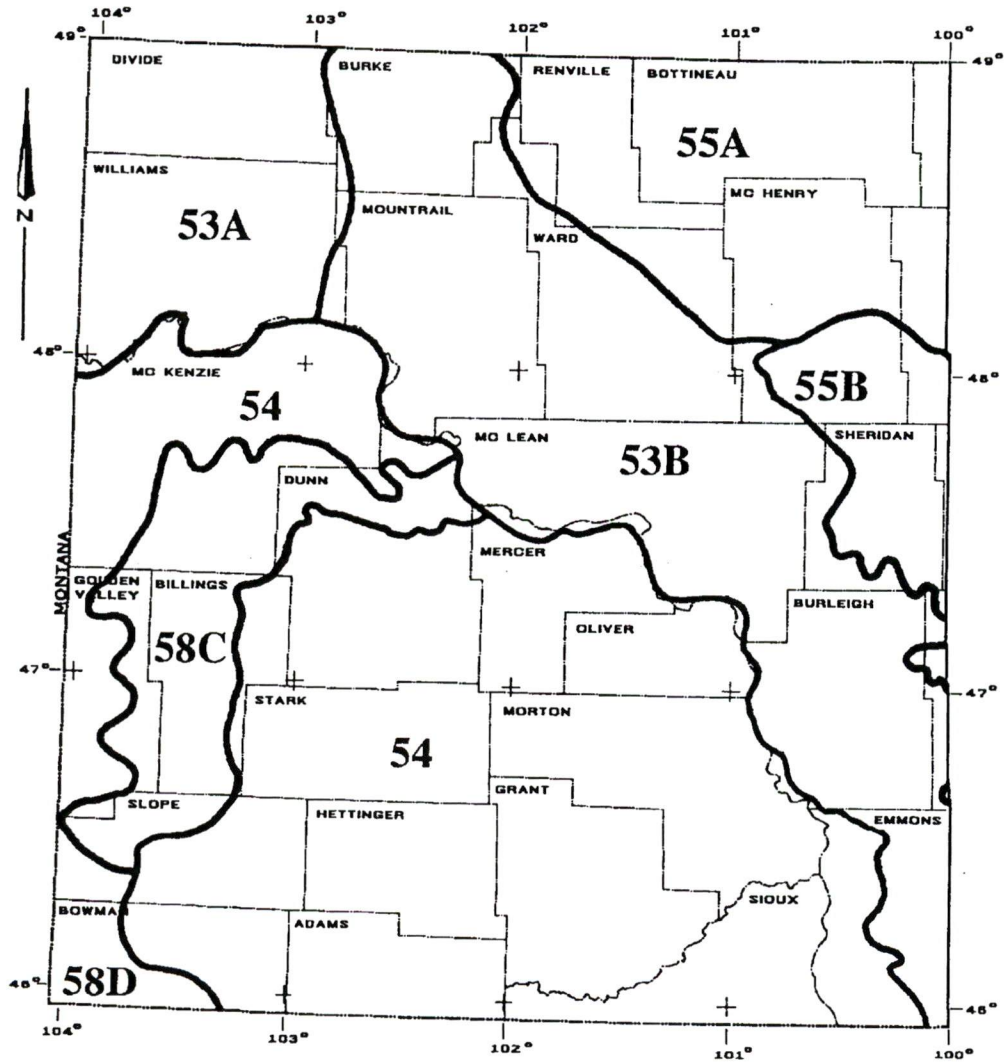 104° 103° 102° 101° 100°
49° 49°
DIVIDE BURKE RENVILLE BOTTINEAU
55A
WILLIAMS MC HENRY
N 53A MOUNTRAIL WARD
48° 48°
MC KENZIE
54 55B
MC LEAN 53B SHERIDAN
DUNN
MONTANA
MERCER
GOLDEN VALLEY BILLINGS BURLEIGH
58C OLIVER
47° 47°
STARK MORTON
54
SLOPE HETTINGER GRANT EMMONS
SIOUX
BOWMAN ADAMS
58D
46° 46°
104° 103° 102° 101° 100°